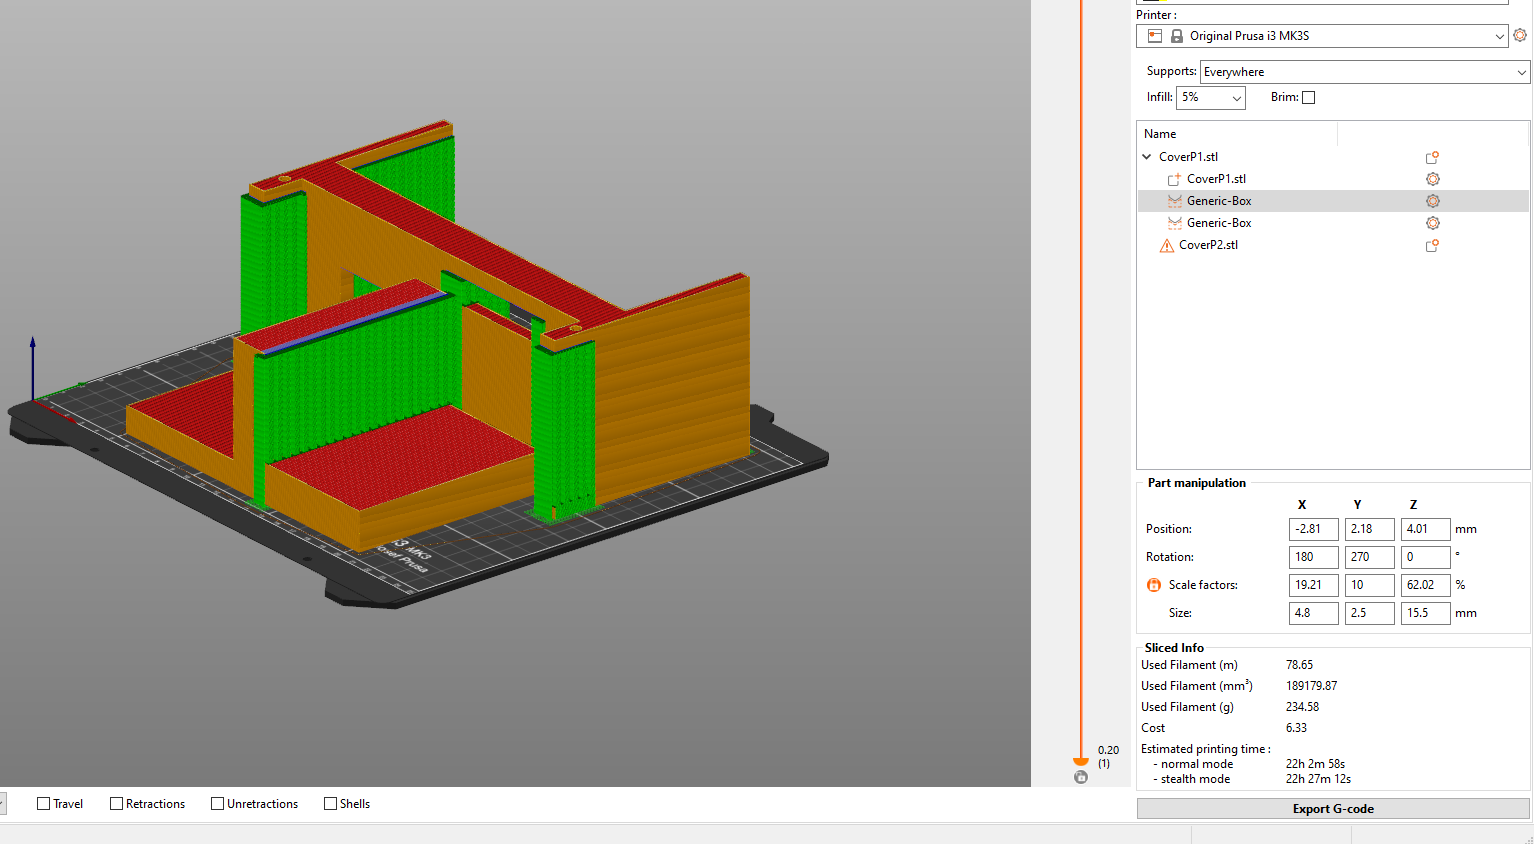 Printer :
Original Prusa i3 MK3S
Supports: Everywhere
Infill: 5% Brim:
Name
CoverP1.stl
CoverP1.stl
Generic-Box
Generic-Box
CoverP2.stl
i3 MK3
Josef Prusa
Part manipulation
X Y Z
Position: -2.81 2.18 4.01 mm
Rotation: 180 270 0 °
Scale factors: 19.21 10 62.02 %
Size: 4.8 2.5 15.5 mm
Sliced Info
Used Filament (m) 78.65
Used Filament (mm³) 189179.87
Used Filament (g) 234.58
Cost 6.33
Estimated printing time :
- normal mode 22h 2m 58s
- stealth mode 22h 27m 12s
0.20
(1)
Travel Retractions Unretractions Shells
Export G-code